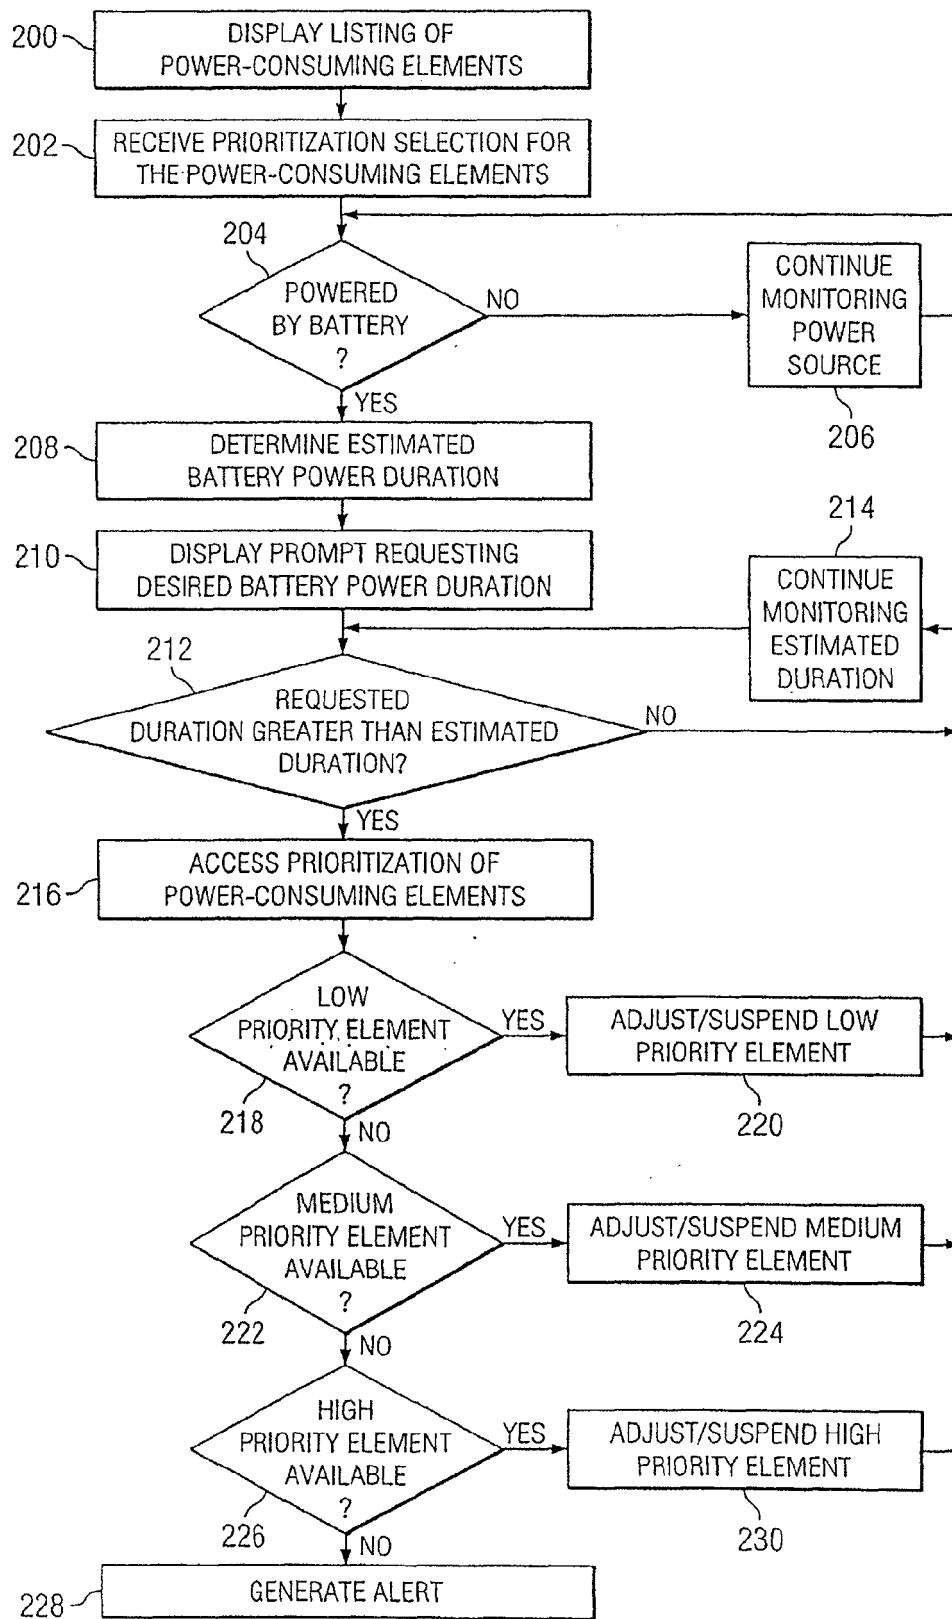 200
DISPLAY LISTING OF
POWER-CONSUMING ELEMENTS
202
RECEIVE PRIORITIZATION SELECTION FOR
THE POWER-CONSUMING ELEMENTS
204
POWERED
BY BATTERY
?
NO
CONTINUE
MONITORING
POWER
SOURCE
206
YES
208
DETERMINE ESTIMATED
BATTERY POWER DURATION
210
DISPLAY PROMPT REQUESTING
DESIRED BATTERY POWER DURATION
214
CONTINUE
MONITORING
ESTIMATED
DURATION
212
REQUESTED
DURATION GREATER THAN ESTIMATED
DURATION?
NO
YES
216
ACCESS PRIORITIZATION OF
POWER-CONSUMING ELEMENTS
LOW
PRIORITY ELEMENT
AVAILABLE
?
218
YES
ADJUST/SUSPEND LOW
PRIORITY ELEMENT
220
NO
MEDIUM
PRIORITY ELEMENT
AVAILABLE
?
222
YES
ADJUST/SUSPEND MEDIUM
PRIORITY ELEMENT
224
NO
HIGH
PRIORITY ELEMENT
AVAILABLE
?
226
YES
ADJUST/SUSPEND HIGH
PRIORITY ELEMENT
230
NO
228
GENERATE ALERT